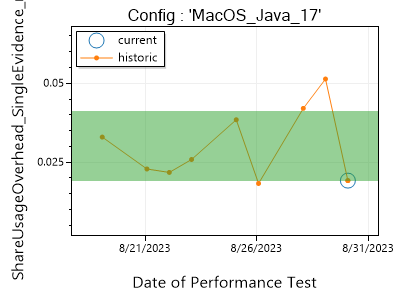 Config : 'MacOS_Java_17'
current
historic
0.05
0.025
ShareUsageOverhead_SingleEvidence_
8/21/2023
8/26/2023
8/31/2023
Date of Performance Test